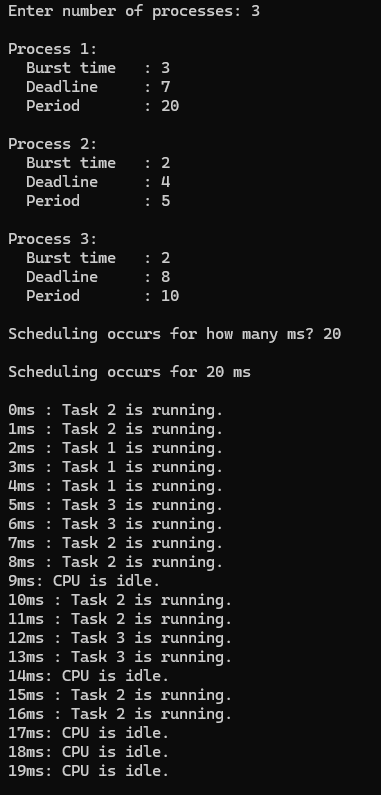 Enter number of processes: 3
Process 1:
Burst time : 3
Deadline : 7
Period : 20
Process 2:
Burst time : 2
Deadline : 4
Period : 5
Process 3:
Burst time : 2
Deadline : 8
Period : 10
Scheduling occurs for how many ms? 20
Scheduling occurs for 20 ms
0ms : Task 2 is running.
1ms : Task 2 is running.
2ms : Task 1 is running.
3ms : Task 1 is running.
4ms : Task 1 is running.
5ms : Task 3 is running.
6ms : Task 3 is running.
7ms : Task 2 is running.
8ms : Task 2 is running.
9ms: CPU is idle.
10ms : Task 2 is running.
11ms : Task 2 is running.
12ms : Task 3 is running.
13ms : Task 3 is running.
14ms: CPU is idle.
15ms : Task 2 is running.
16ms : Task 2 is running.
17ms: CPU is idle.
18ms: CPU is idle.
19ms: CPU is idle.